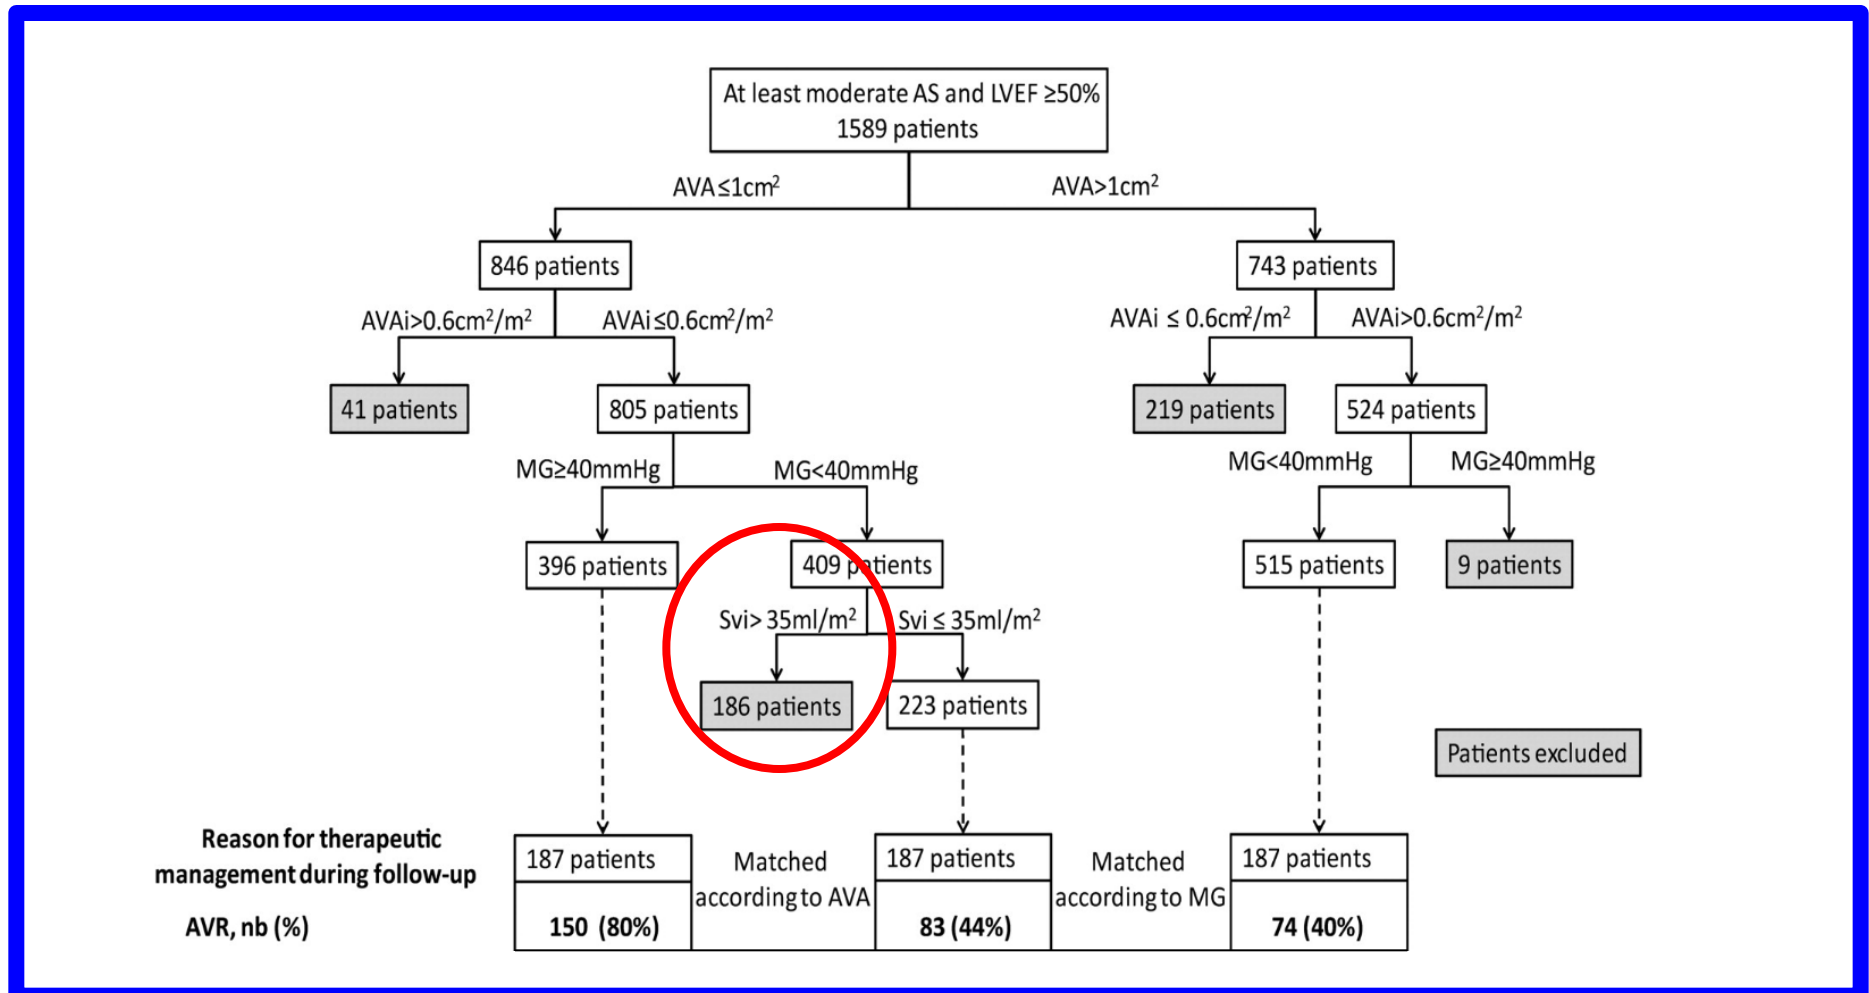 At least moderate AS and LVEF ≥50%
1589 patients
AVA≤1cm²
AVA>1cm²
846 patients
743 patients
AVAi>0.6cm²/m²
AVAi≤0.6cm²/m²
AVAi ≤ 0.6cm²/m²
AVAi>0.6cm²/m²
41 patients
805 patients
219 patients
524 patients
MG≥40mmHg
MG<40mmHg
MG<40mmHg
MG≥40mmHg
396 patients
409 patients
515 patients
9 patients
Svi> 35ml/m²
Svi ≤ 35ml/m²
186 patients
223 patients
Patients excluded
Reason for therapeutic
management during follow-up
187 patients
Matched
according to AVA
187 patients
Matched
according to MG
187 patients
AVR, nb (%)
150 (80%)
83 (44%)
74 (40%)